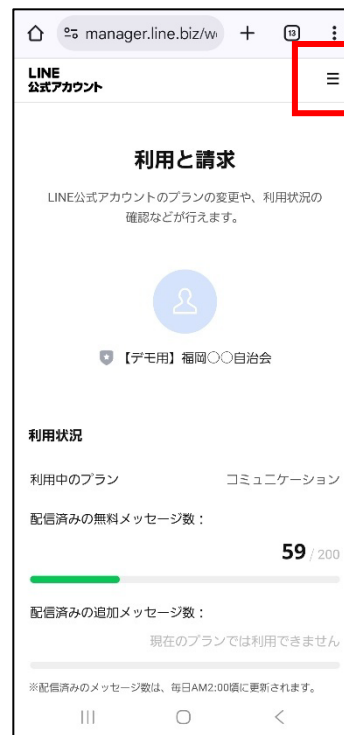 manager.line.biz/w
13
LINE
公式アカウント
利用と請求
LINE公式アカウントのプランの変更や、利用状況の
確認などが行えます。
【デモ用】福岡○○自治会
利用状況
利用中のプラン コミュニケーション
配信済みの無料メッセージ数：
59 / 200
配信済みの追加メッセージ数：
現在のプランでは利用できません
※配信済みのメッセージ数は、毎日AM2:00頃に更新されます。